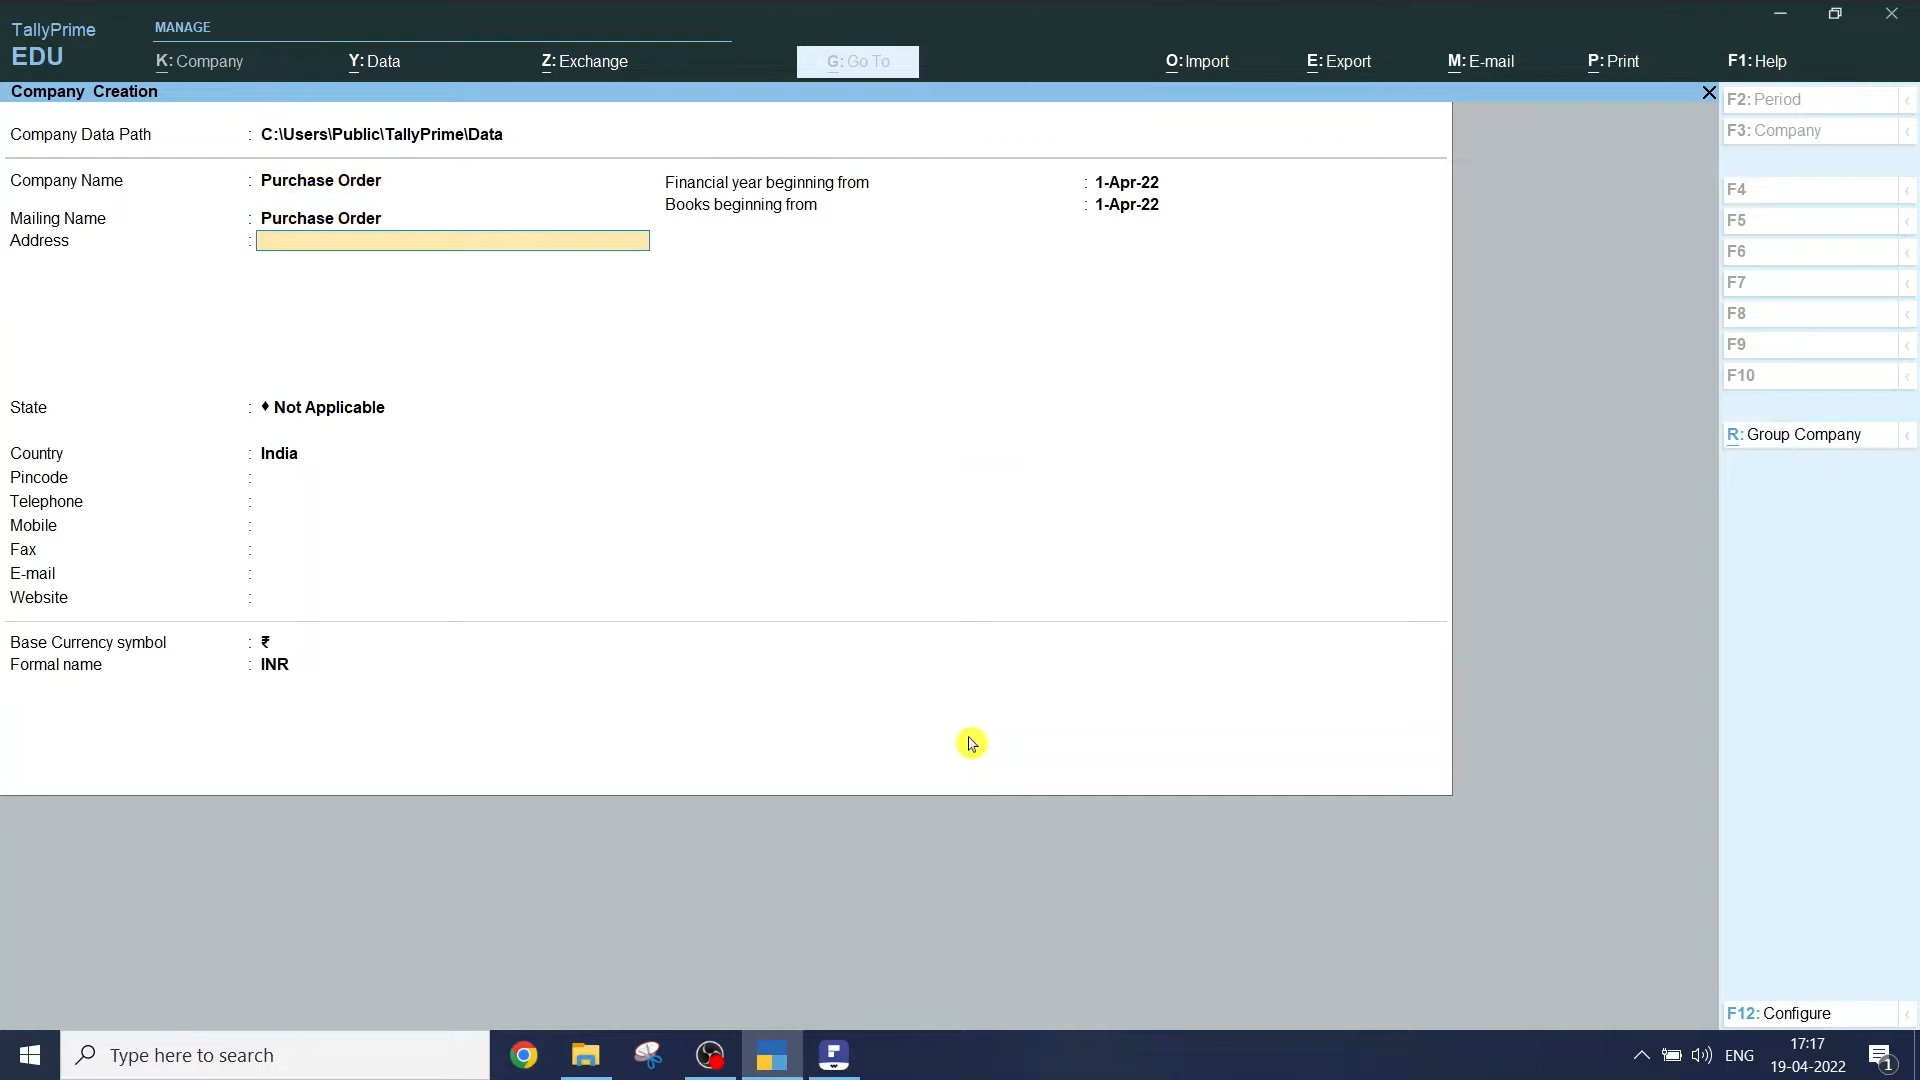 TallyPrime
EDU
MANAGE
K: Company
Y: Data
Z: Exchange
G: Go To
O: Import
E: Export
M: E-mail
P: Print
F1: Help
Company Creation
Company Data Path : C:\Users\Public\TallyPrime\Data
Company Name : Purchase Order
Financial year beginning from : 1-Apr-22
Books beginning from : 1-Apr-22
Mailing Name : Purchase Order
Address :
State : ♦ Not Applicable
Country : India
Pincode :
Telephone :
Mobile :
Fax :
E-mail :
Website :
Base Currency symbol : ₹
Formal name : INR
F2: Period
F3: Company
F4
F5
F6
F7
F8
F9
F10
R: Group Company
F12: Configure
Type here to search
ENG
17:17
19-04-2022
1